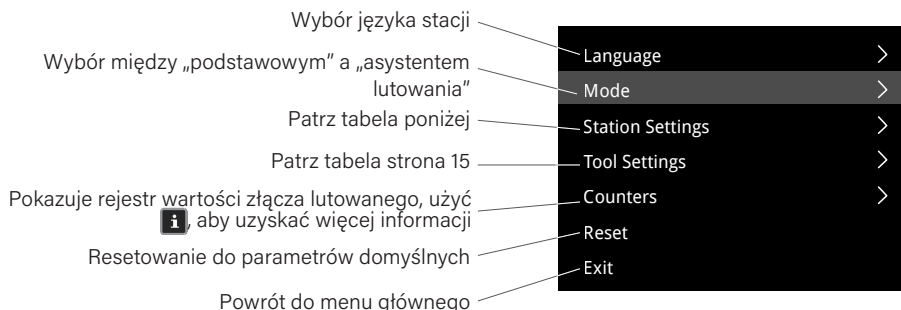 Wybór języka stacji
Wybór między „podstawowym” a „asystentem
lutowania”
Patrz tabela poniżej
Patrz tabela strona 15
Pokazuje rejestr wartości złącza lutowanego, użyć
i, aby uzyskać więcej informacji
Resetowanie do parametrów domyślnych
Powrót do menu głównego
Language
Mode
Station Settings
Tool Settings
Counters
Reset
Exit